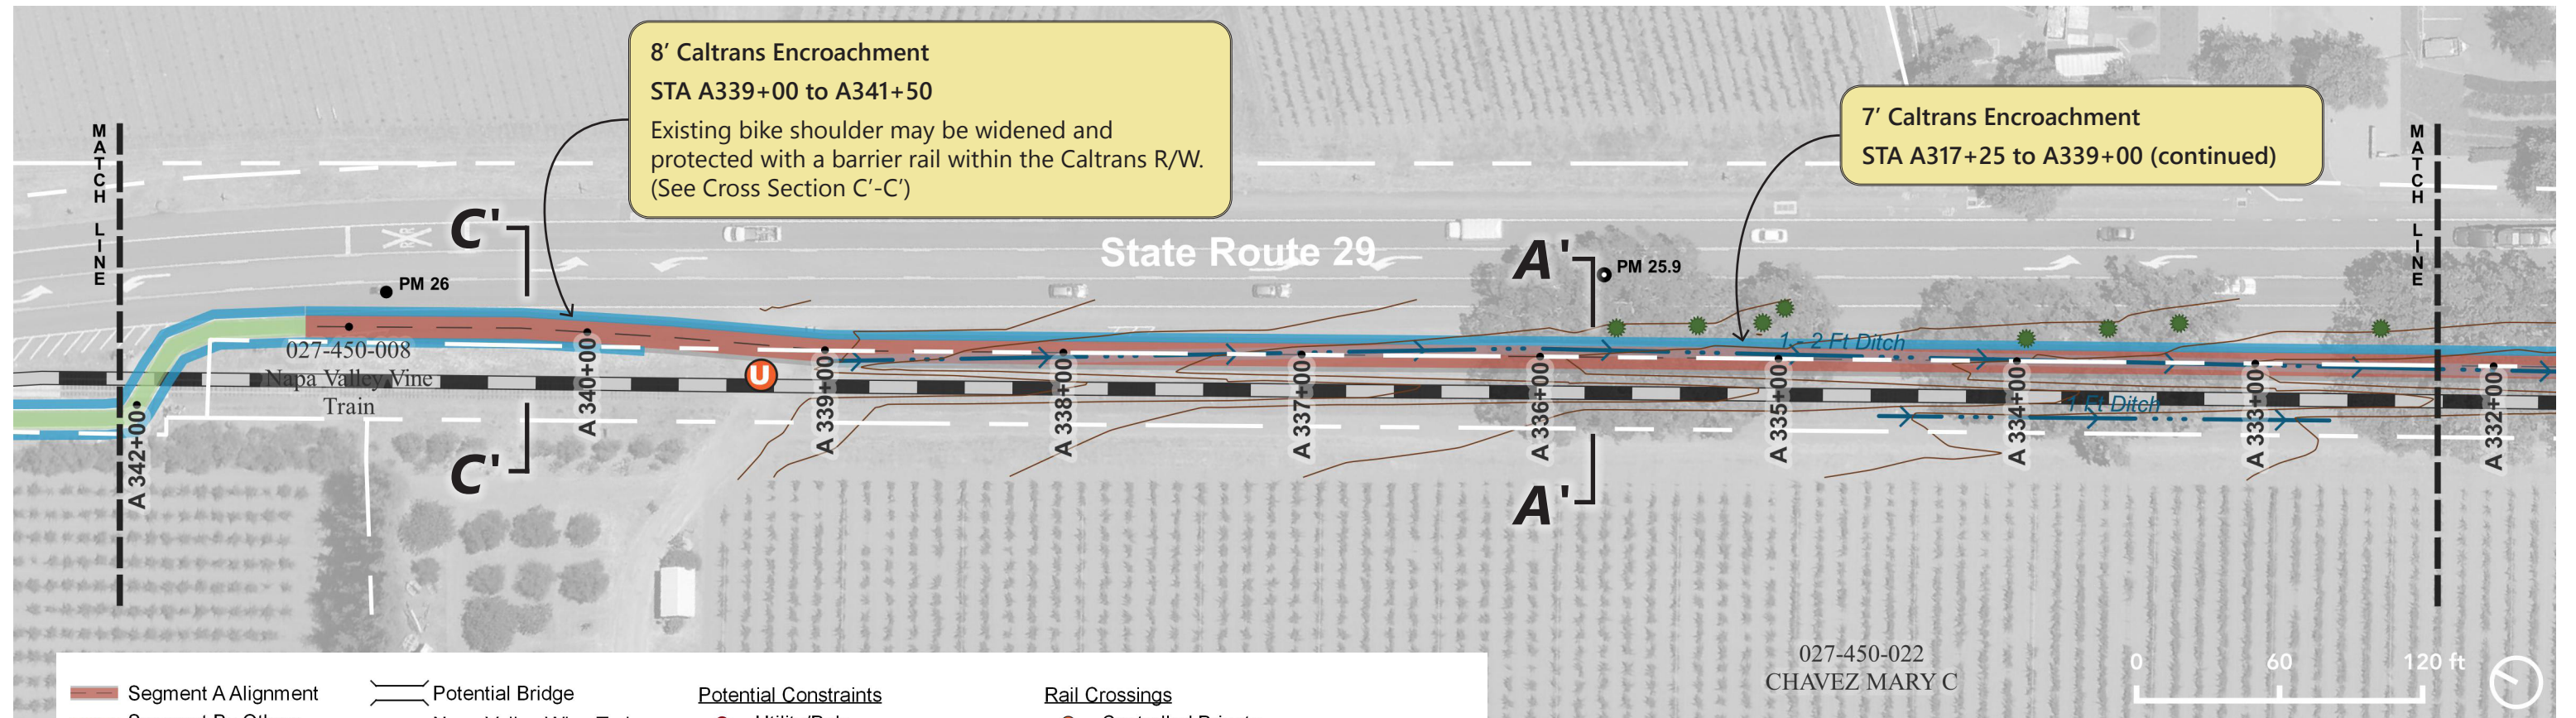 8’ Caltrans Encroachment
STA A339+00 to A341+50
Existing bike shoulder may be widened and
protected with a barrier rail within the Caltrans R/W.
(See Cross Section C’-C’)
7’ Caltrans Encroachment
STA A317+25 to A339+00 (continued)
MATCH LINE
MATCH LINE
C'
A'
State Route 29
PM 26
PM 25.9
1 - 2 Ft Ditch
1 Ft Ditch
027-450-008
Napa Valley Vine
Train
U
A 342+00
A 340+00
A 339+00
A 338+00
A 337+00
A 336+00
A 335+00
A 334+00
A 333+00
A 332+00
C'
A'
027-450-022
CHAVEZ MARY C
0 60 120 ft
Segment A Alignment
Potential Bridge
Potential Constraints
Rail Crossings